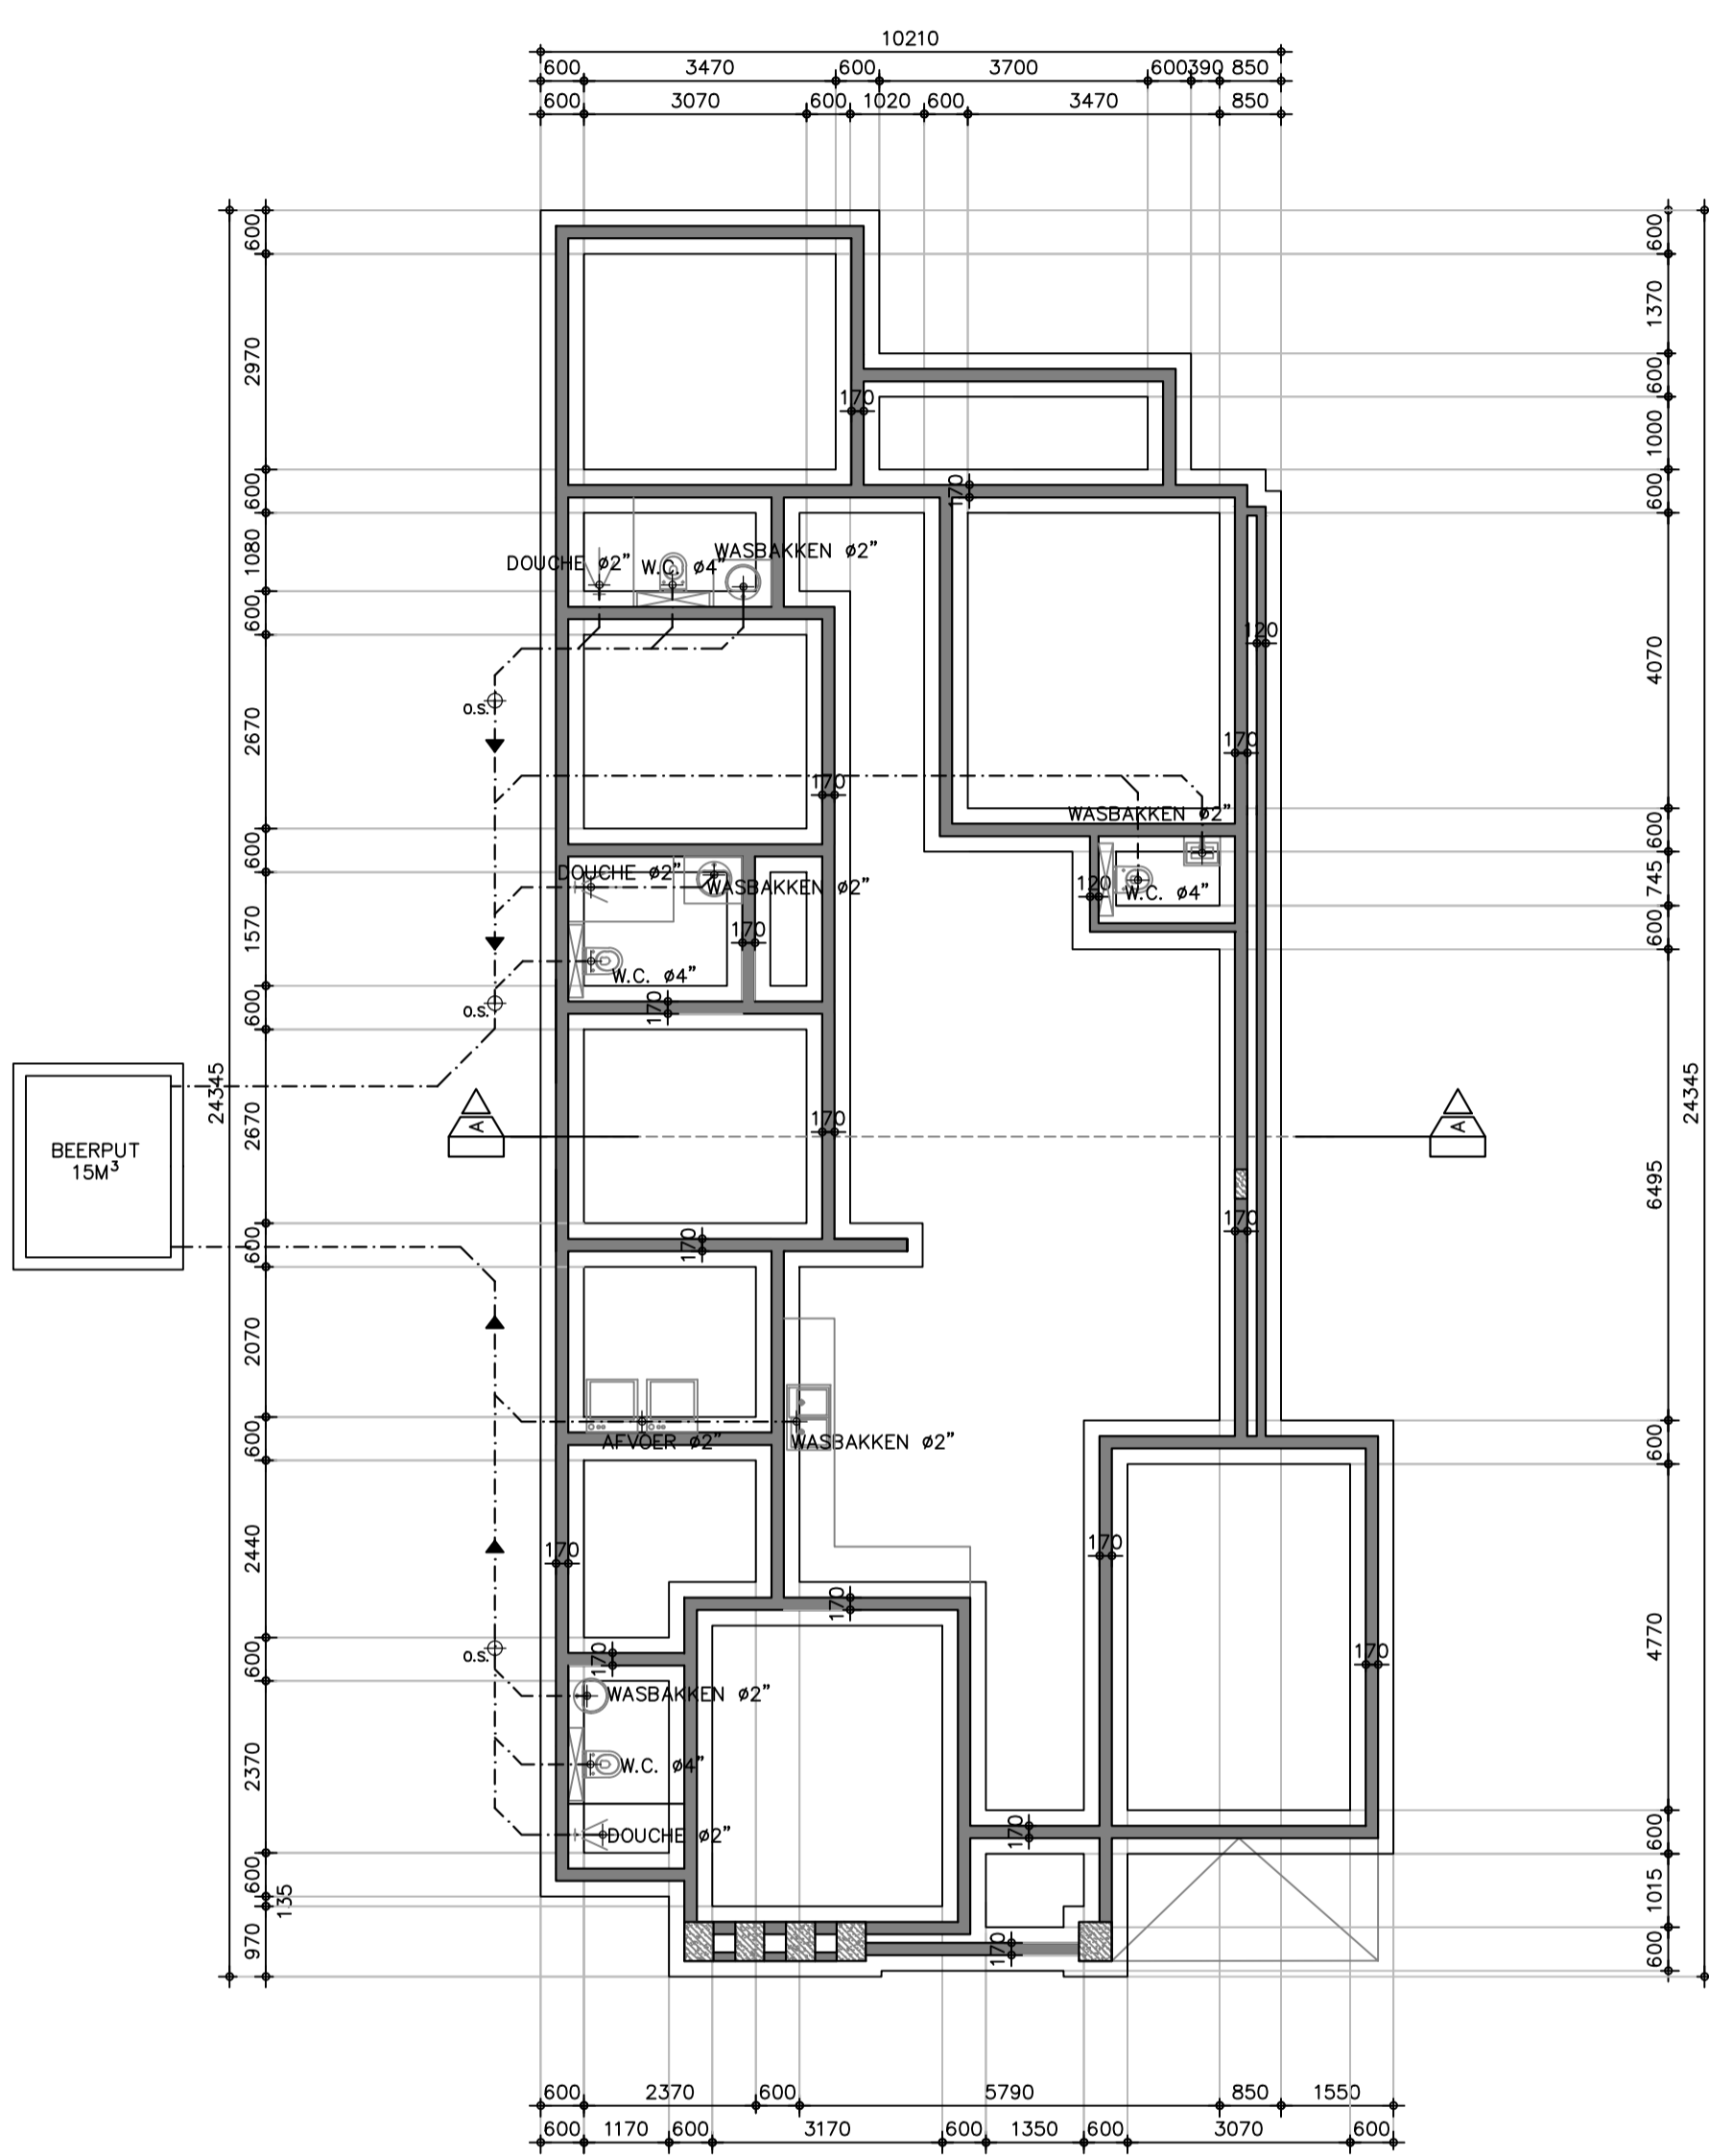 10210
600 3470 600 3700 600 390 850
600 3070 600 1020 600 3470 850
600
2970
600
1080
600
2670
600
1570
600
2670
600
2070
600
2440
600
2370
600
135
970
24345
600
1370
600
1000
600
4070
600
745
600
6495
600
4770
600
1015
600
24345
170
170
DOUCHE ø2”
W.C. ø4”
WASBAKKEN ø2”
120
o.s.
170
170
WASBAKKEN ø2”
DOUCHE ø2”
WASBAKKEN ø2”
120
W.C. ø4”
170
W.C. ø4”
170
o.s.
A
A
170
BEERPUT
15M³
170
170
AFVOER ø2”
WASBAKKEN ø2”
170
170
170
170
170
o.s.
WASBAKKEN ø2”
W.C. ø4”
DOUCHE ø2”
170
170
600 2370 600 5790 850 1550
600 1170 600 3170 600 1350 600 3070 600